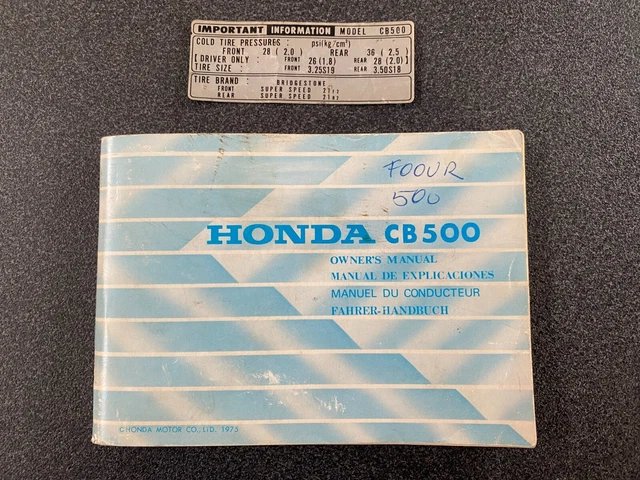 IMPORTANT INFORMATION MODEL CB500
COLD TIRE PRESSURES : psi(kg/cm²)
FRONT 28 (2.0) REAR 36 (2.5)
[DRIVER ONLY : FRONT 26 (1.8) REAR 28 (2.0)]
TIRE SIZE : FRONT 3.25S19 REAR 3.50S18
TIRE BRAND : BRIDGESTONE
FRONT SUPER SPEED 21
REAR SUPER SPEED 21
FOOUR
500
HONDA CB500
OWNER'S MANUAL
MANUAL DE EXPLICACIONES
MANUEL DU CONDUCTEUR
FAHRER-HANDBUCH
© HONDA MOTOR CO., LTD. 1973